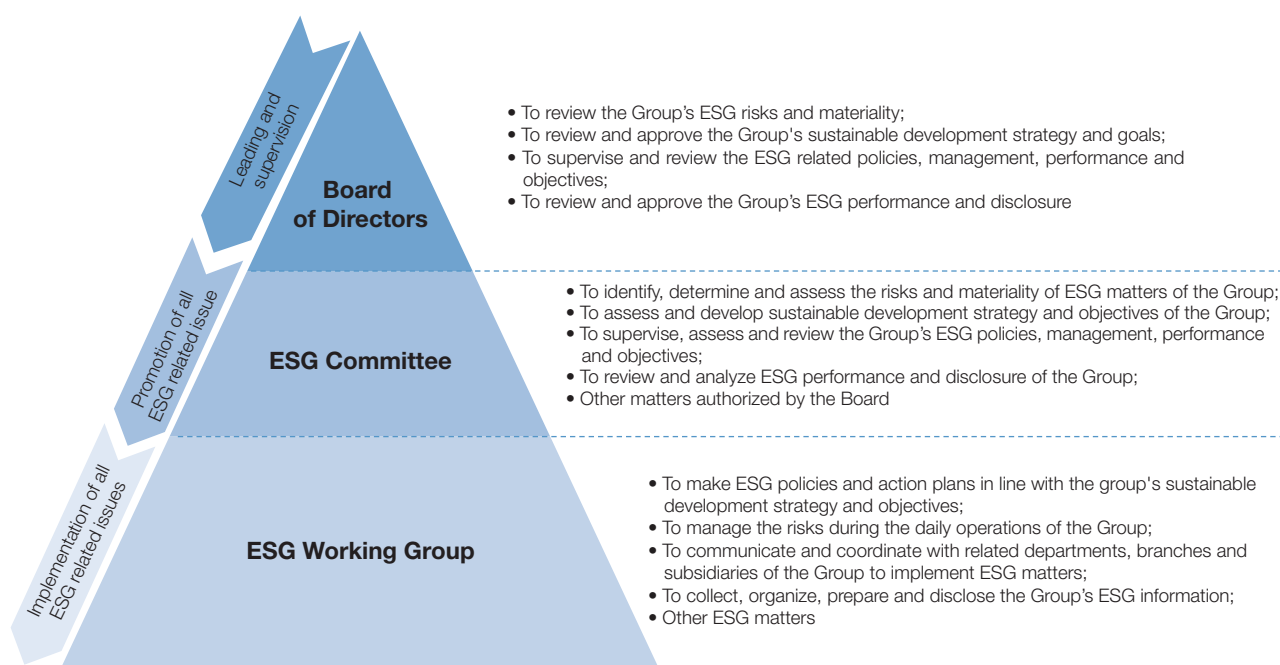 Leading and
supervision
Board
of Directors
• To review the Group’s ESG risks and materiality;
• To review and approve the Group's sustainable development strategy and goals;
• To supervise and review the ESG related policies, management, performance and
objectives;
• To review and approve the Group’s ESG performance and disclosure
Promotion of all
ESG related issue
ESG Committee
• To identify, determine and assess the risks and materiality of ESG matters of the Group;
• To assess and develop sustainable development strategy and objectives of the Group;
• To supervise, assess and review the Group’s ESG policies, management, performance
and objectives;
• To review and analyze ESG performance and disclosure of the Group;
• Other matters authorized by the Board
Implementation of all
ESG related issues
ESG Working Group
• To make ESG policies and action plans in line with the group's sustainable
development strategy and objectives;
• To manage the risks during the daily operations of the Group;
• To communicate and coordinate with related departments, branches and
subsidiaries of the Group to implement ESG matters;
• To collect, organize, prepare and disclose the Group’s ESG information;
• Other ESG matters